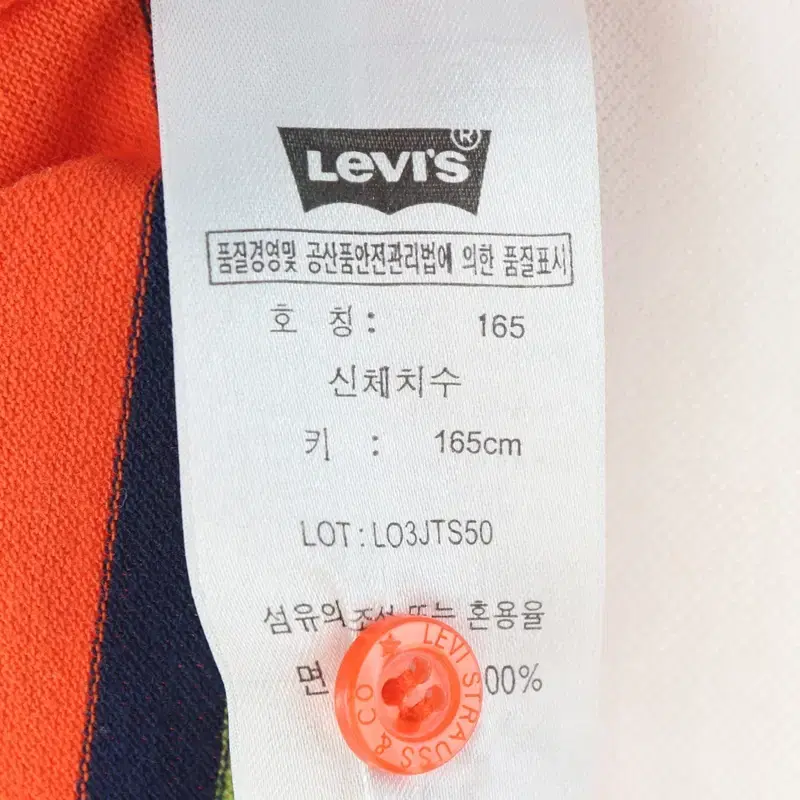 Levi's®
품질경영및 공산품안전관리법에 의한 품질표시
호 칭 : 165
신체치수
키 : 165cm
LOT : LO3JTS50
섬유의 또는 혼용율
면 00%
LEVI STRAUSS & CO